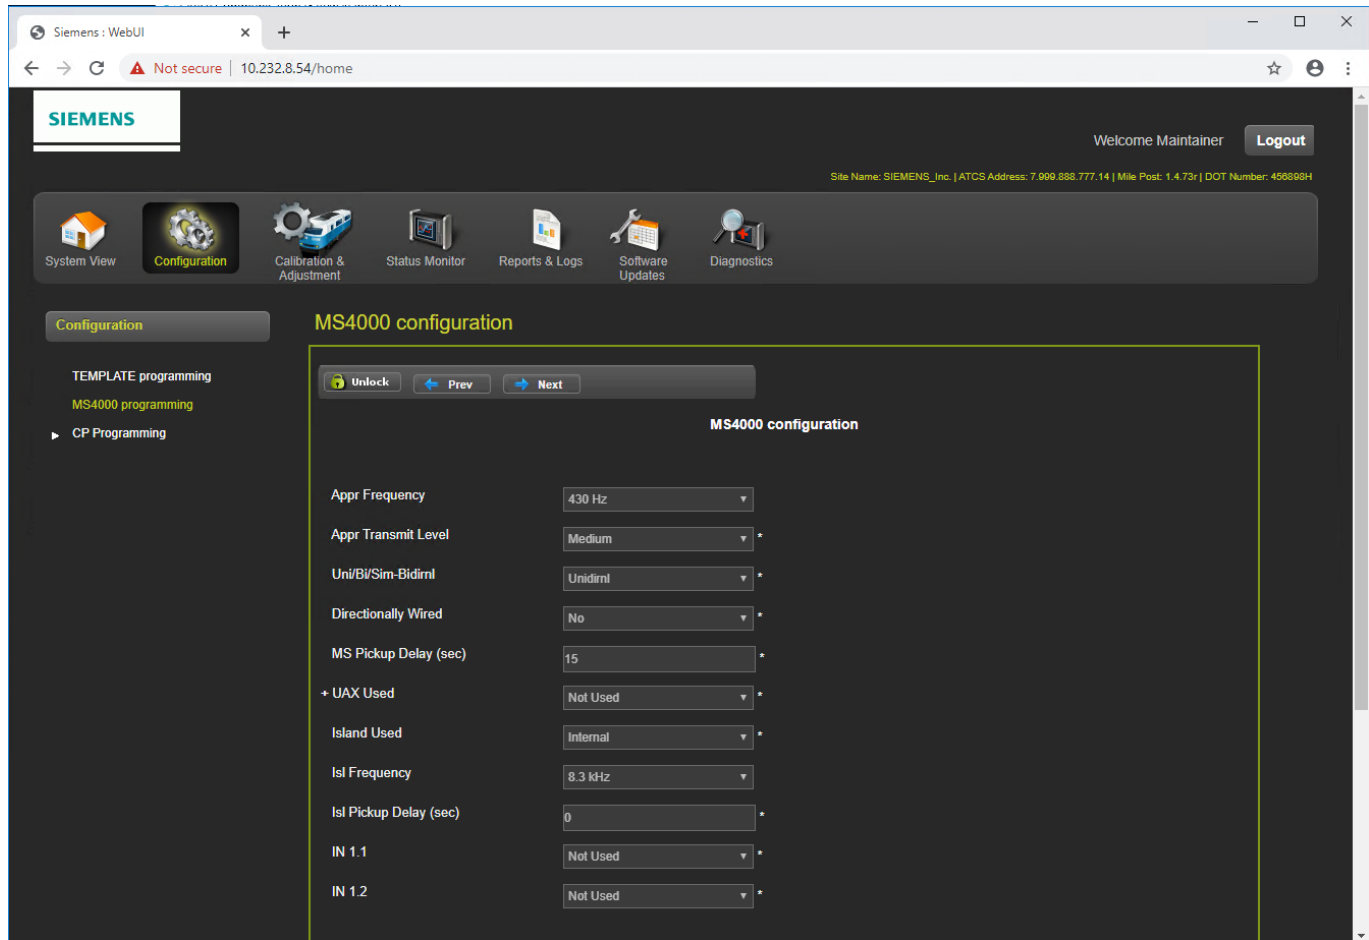 Siemens : WebUI
Not secure | 10.232.8.54/home
SIEMENS
Welcome Maintainer
Logout
Site Name: SIEMENS_Inc. | ATCS Address: 7.999.888.777.14 | Mile Post: 1.4.73r | DOT Number: 456898H
System View
Configuration
Calibration &
Adjustment
Status Monitor
Reports & Logs
Software
Updates
Diagnostics
Configuration
TEMPLATE programming
MS4000 programming
CP Programming
MS4000 configuration
Unlock
Prev
Next
MS4000 configuration
Appr Frequency 430 Hz
Appr Transmit Level Medium *
Uni/Bi/Sim-Bidirnl Unidirnl *
Directionally Wired No *
MS Pickup Delay (sec) 15 *
+ UAX Used Not Used *
Island Used Internal *
Isl Frequency 8.3 kHz
Isl Pickup Delay (sec) 0 *
IN 1.1 Not Used *
IN 1.2 Not Used *